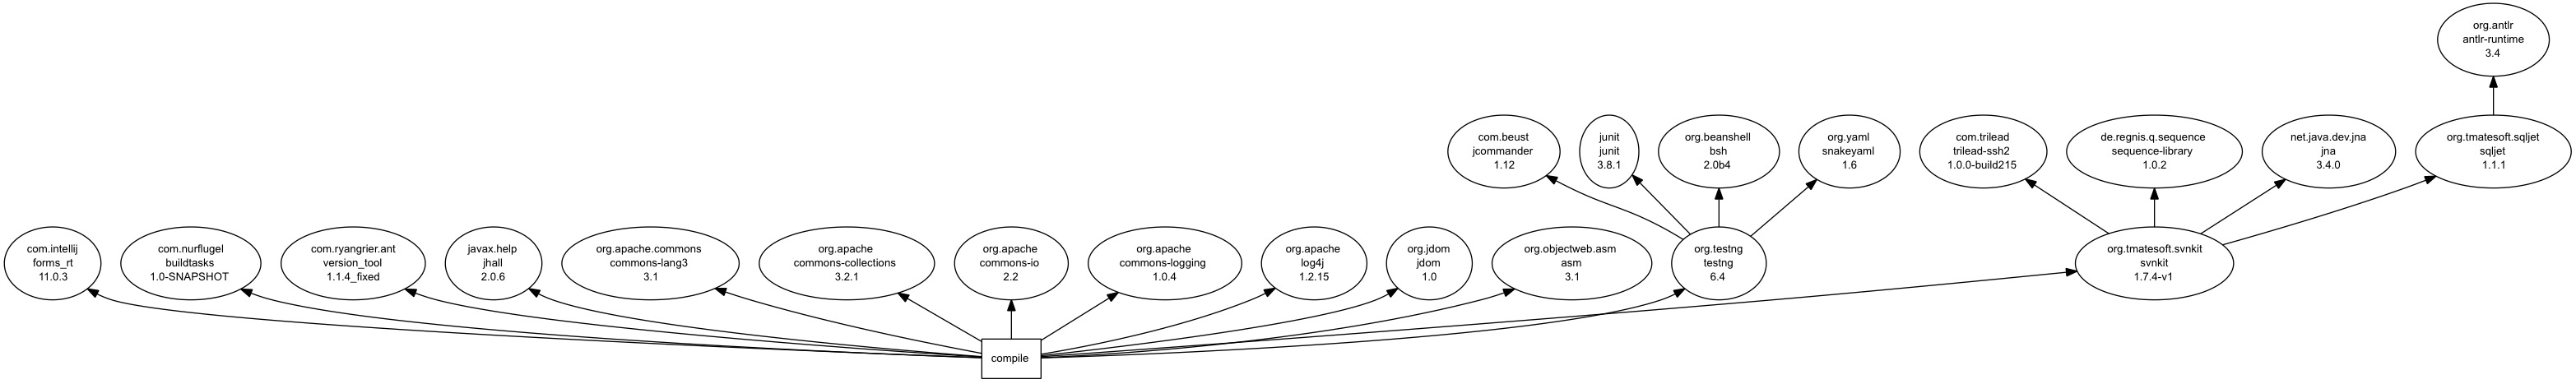 org.antlr
antlr-runtime
3.4
com.beust
jcommander
1.12
junit
junit
3.8.1
org.beanshell
bsh
2.0b4
org.yaml
snakeyaml
1.6
com.trilead
trilead-ssh2
1.0.0-build215
de.regnis.q.sequence
sequence-library
1.0.2
net.java.dev.jna
jna
3.4.0
org.tmatesoft.sqljet
sqljet
1.1.1
com.intellij
forms_rt
11.0.3
com.nurflugel
buildtasks
1.0-SNAPSHOT
com.ryangrier.ant
version_tool
1.1.4_fixed
javax.help
jhall
2.0.6
org.apache.commons
commons-lang3
3.1
org.apache
commons-collections
3.2.1
org.apache
commons-io
2.2
org.apache
commons-logging
1.0.4
org.apache
log4j
1.2.15
org.jdom
jdom
1.0
org.objectweb.asm
asm
3.1
org.testng
testng
6.4
org.tmatesoft.svnkit
svnkit
1.7.4-v1
compile